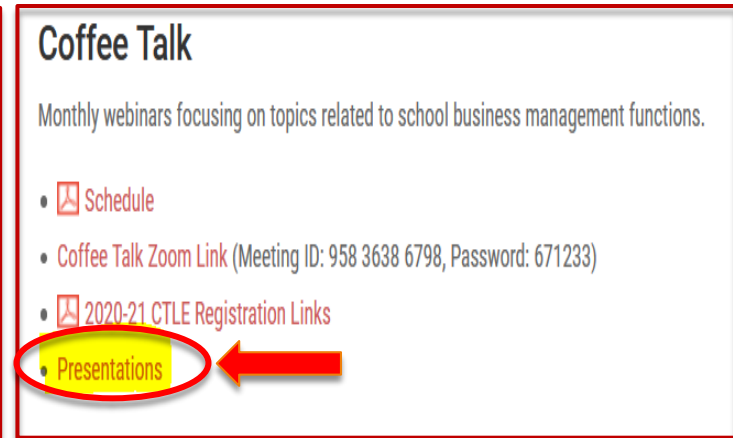 Coffee Talk
Monthly webinars focusing on topics related to school business management functions.
• Schedule
• Coffee Talk Zoom Link (Meeting ID: 958 3638 6798, Password: 671233)
• 2020-21 CTLE Registration Links
• Presentations